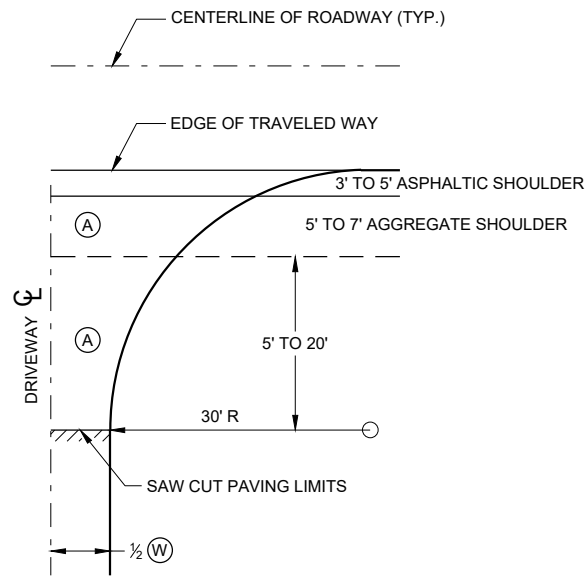 CENTERLINE OF ROADWAY (TYP.)
EDGE OF TRAVELED WAY
3' TO 5' ASPHALTIC SHOULDER
A
5' TO 7' AGGREGATE SHOULDER
DRIVEWAY ℄
A
5' TO 20'
30' R
SAW CUT PAVING LIMITS
½ W